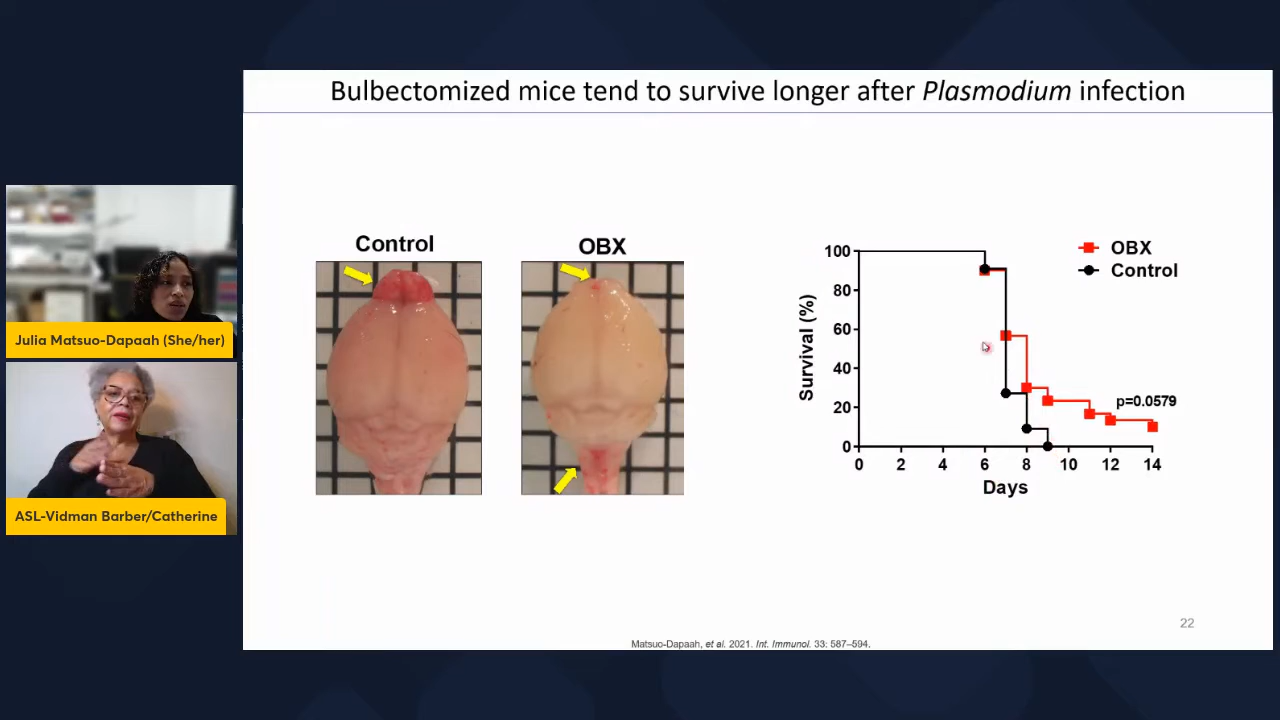 Bulbectomized mice tend to survive longer after Plasmodium infection
Julia Matsuo-Dapaah (She/her)
ASL-Vidman Barber/Catherine
Control
OBX
OBX
Control
Survival (%)
100
80
60
40
20
0
p=0.0579
0 2 4 6 8 10 12 14
Days
22
Matsuo-Dapaah, et al. 2021. Int. Immunol. 33: 587–594.